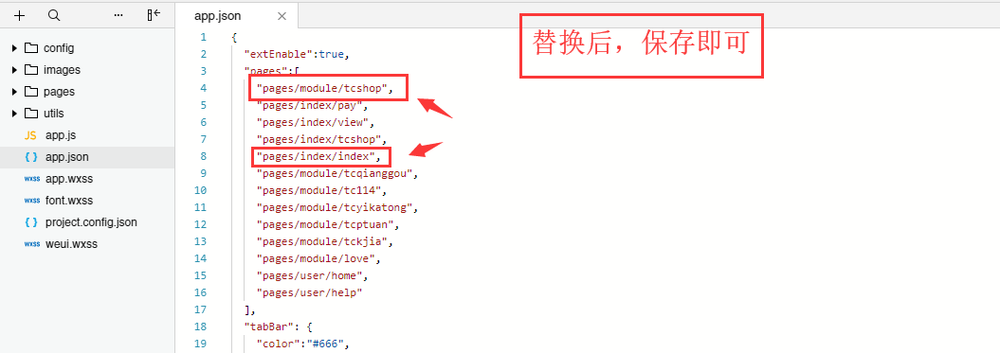 app.json
替换后，保存即可
config
images
pages
utils
JS app.js
{ } app.json
wxss app.wxss
wxss font.wxss
{ } project.config.json
wxss weui.wxss
1 {
2 "extEnable":true,
3 "pages":[
4 "pages/module/tcshop",
5 "pages/index/pay",
6 "pages/index/view",
7 "pages/index/tcshop",
8 "pages/index/index",
9 "pages/module/tcqianggou",
10 "pages/module/tc114",
11 "pages/module/tcyikatong",
12 "pages/module/tcptuan",
13 "pages/module/tckjia",
14 "pages/module/love",
15 "pages/user/home",
16 "pages/user/help"
17 ],
18 "tabBar": {
19 "color":"#666",